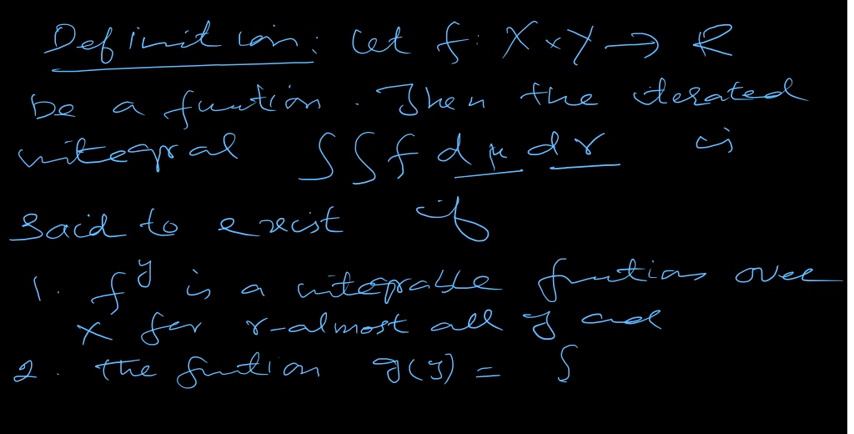 Definition: Let f: X × Y → R
be a function. Then the iterated
integral ∫∫ f dμ dν is
said to exist if
1. f^y is a integrable function over
X for ν-almost all y and
2. the function g(y) = ∫